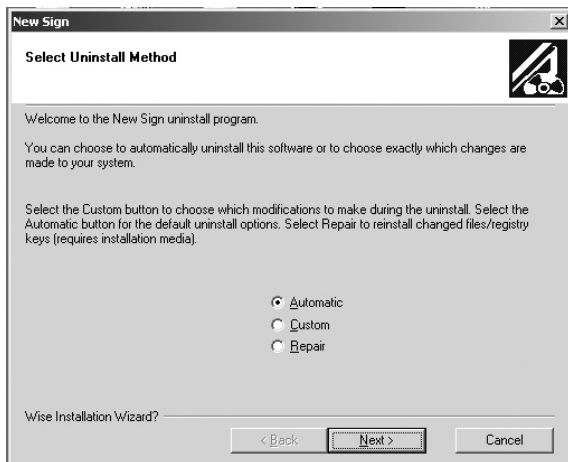 New Sign
Select Uninstall Method
Welcome to the New Sign uninstall program.
You can choose to automatically uninstall this software or to choose exactly which changes are
made to your system.
Select the Custom button to choose which modifications to make during the uninstall. Select the
Automatic button for the default uninstall options. Select Repair to reinstall changed files/registry
keys (requires installation media).
Automatic
Custom
Repair
Wise Installation Wizard?
< Back Next > Cancel